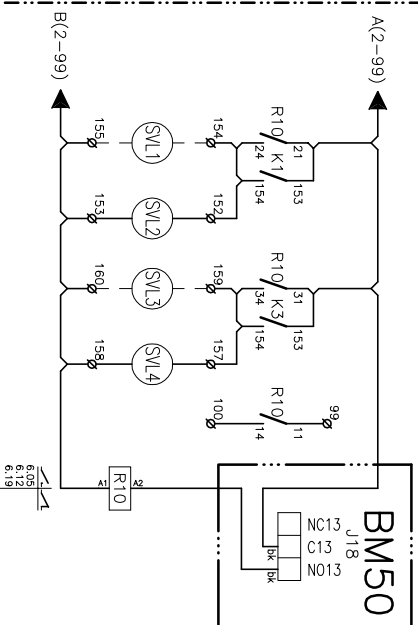 A(2-99)
B(2-99)
R10
21
24
K1
153
154
154
152
SVL1
SVL2
155
153
R10
31
34
K3
153
154
159
157
SVL3
SVL4
160
158
99
R10
11
14
100
BM50
J18
NC13
C13
NO13
bk
bk
A2
R10
A1
6.05
6.12
6.19